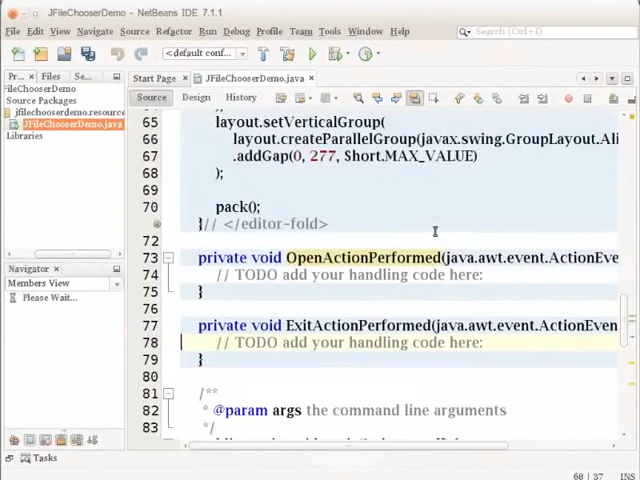 JFileChooserDemo - NetBeans IDE 7.1.1
File Edit View Navigate Source Refactor Run Debug Profile Team Tools Window Help
Search (Ctrl+I)
<default conf...
Pr... Files Se...
Start Page JFileChooserDemo.java
JFileChooserDemo
Source Packages
jfilechooserdemo.resource
JFileChooserDemo.java
Libraries
Source Design History
65 layout.setVerticalGroup(
66 layout.createParallelGroup(javax.swing.GroupLayout.Ali
67 .addGap(0, 277, Short.MAX_VALUE)
68 );
69
70 pack();
}// </editor-fold>
72
73 private void OpenActionPerformed(java.awt.event.ActionEve
74 // TODO add your handling code here:
75 }
76
77 private void ExitActionPerformed(java.awt.event.ActionEven
78 // TODO add your handling code here:
79 }
80
81 /**
82 * @param args the command line arguments
83 */
Navigator
Members View
Please Wait...
Tasks
68 | 37 INS